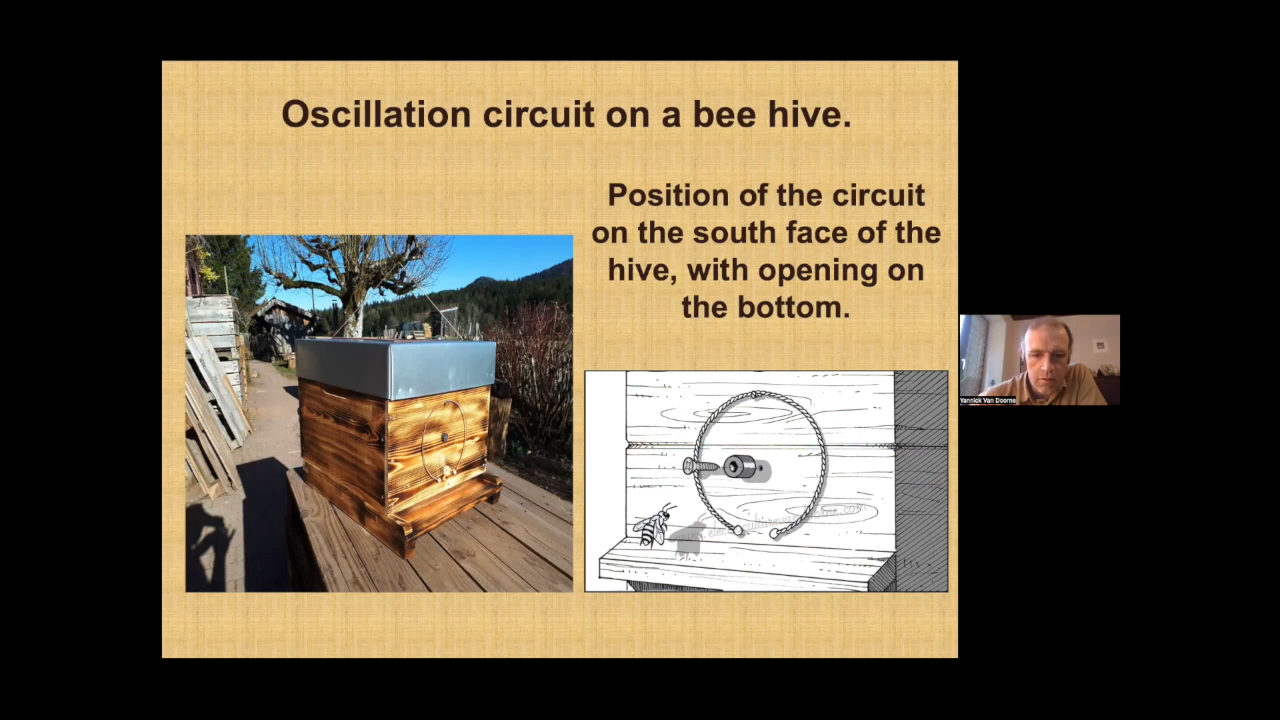 Oscillation circuit on a bee hive.
Position of the circuit
on the south face of the
hive, with opening on
the bottom.
Yannick Van Doorne